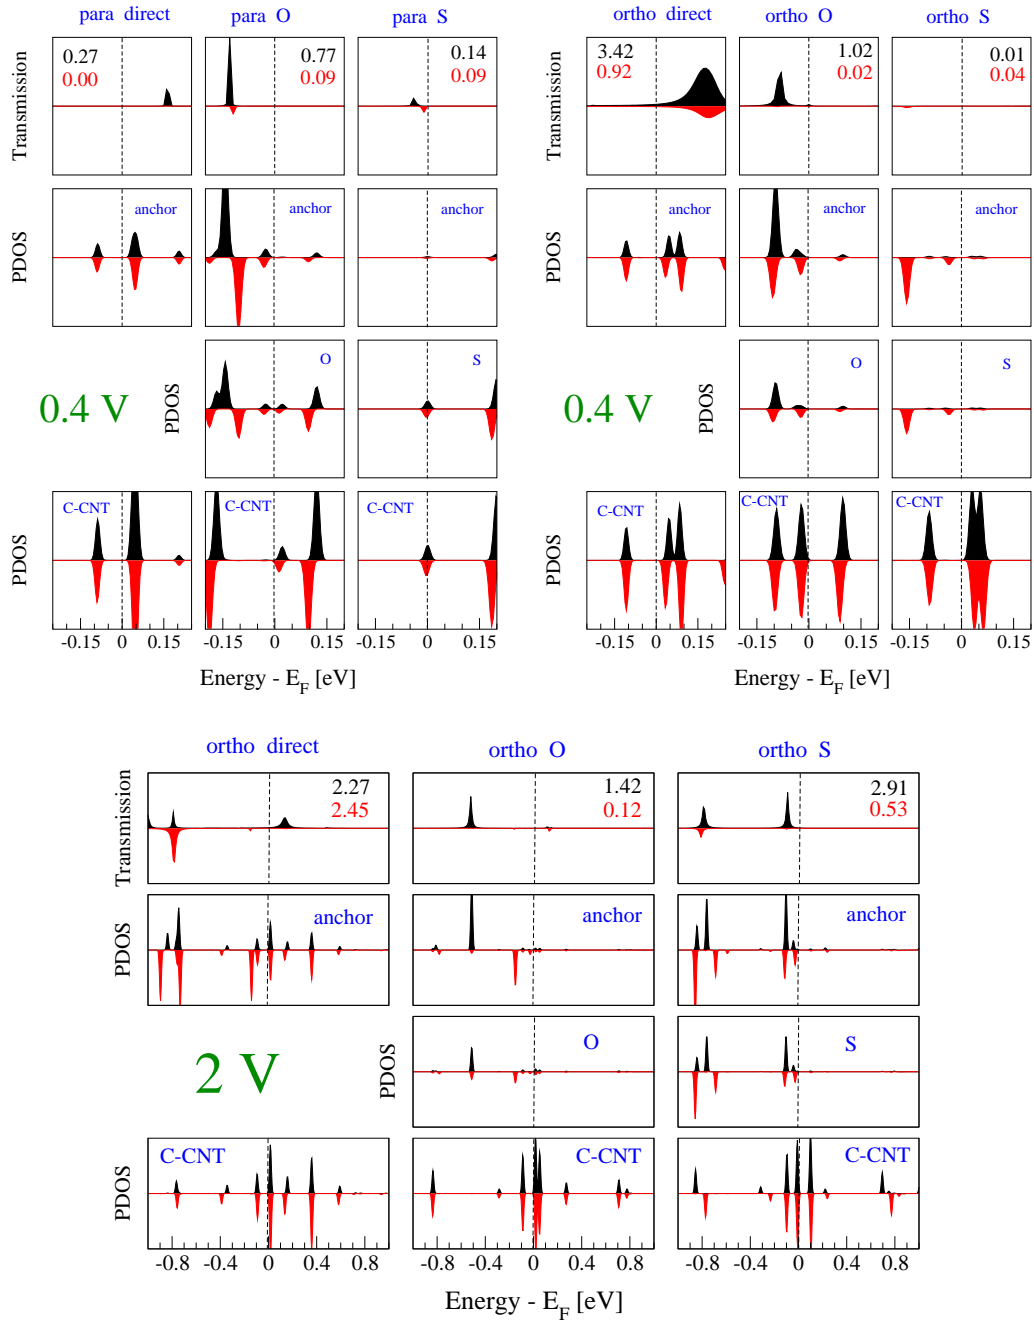 para direct para O para S
ortho direct ortho O ortho S
Transmission
0.27
0.00
0.77
0.09
0.14
0.09
Transmission
3.42
0.92
1.02
0.02
0.01
0.04
PDOS
anchor anchor anchor
PDOS
anchor anchor anchor
0.4 V
PDOS
O S
0.4 V
PDOS
O S
PDOS
C-CNT C-CNT C-CNT
PDOS
C-CNT C-CNT C-CNT
-0.15 0 0.15 -0.15 0 0.15 -0.15 0 0.15
-0.15 0 0.15 -0.15 0 0.15 -0.15 0 0.15
Energy - E_F [eV]
Energy - E_F [eV]
ortho direct ortho O ortho S
Transmission
2.27
2.45
1.42
0.12
2.91
0.53
PDOS
anchor anchor anchor
2 V
PDOS
O S
PDOS
C-CNT C-CNT C-CNT
-0.8 -0.4 0 0.4 0.8 -0.8 -0.4 0 0.4 0.8 -0.8 -0.4 0 0.4 0.8
Energy - E_F [eV]